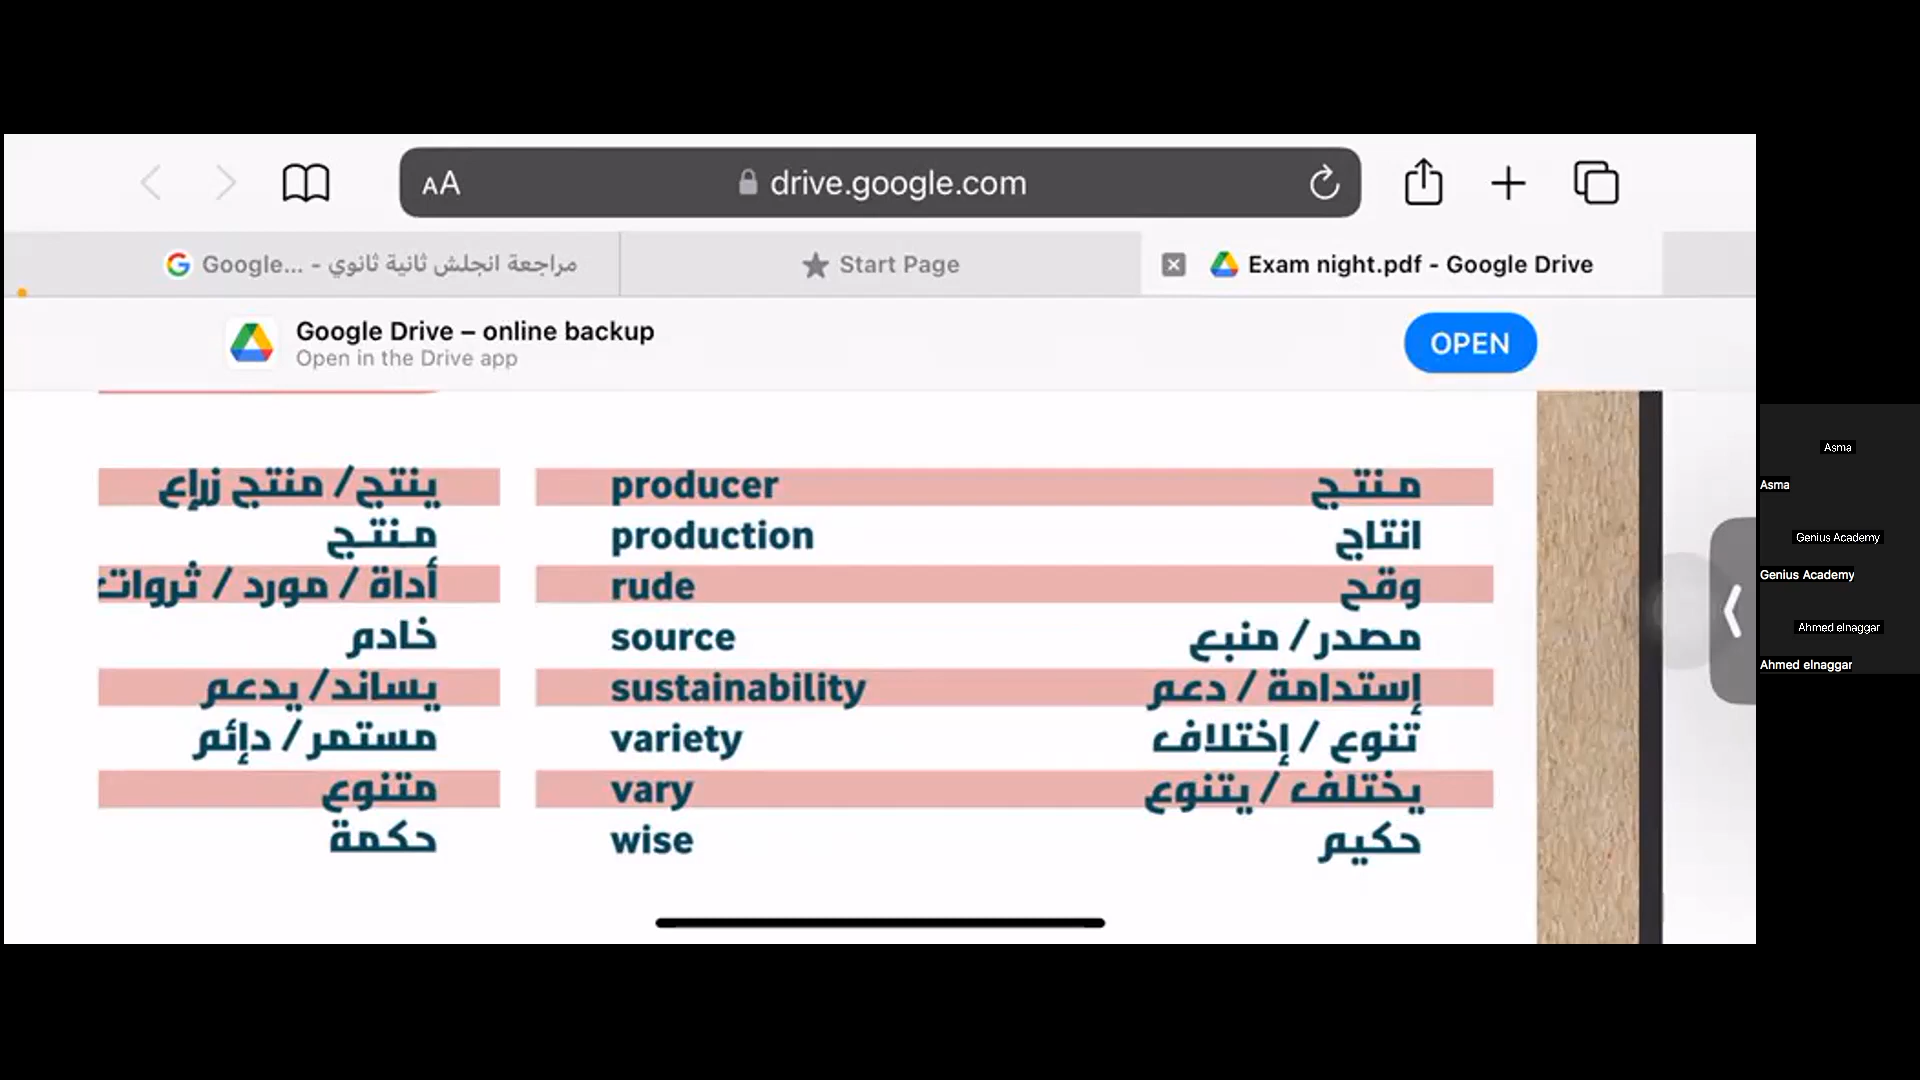 AA drive.google.com
مراجعة انجلش ثانية ثانوي - Google...
Start Page
Exam night.pdf - Google Drive
Google Drive – online backup
Open in the Drive app
OPEN
ينتج/ منتج زراع producer منتج
منتج production انتاج
أداة / مورد / ثروات rude وقح
خادم source مصدر/ منبع
يساند/ يدعم sustainability إستدامة / دعم
مستمر/ دائم variety تنوع / إختلاف
متنوع vary يختلف / يتنوع
حكمة wise حكيم
Asma
Asma
Genius Academy
Genius Academy
Ahmed elnaggar
Ahmed elnaggar